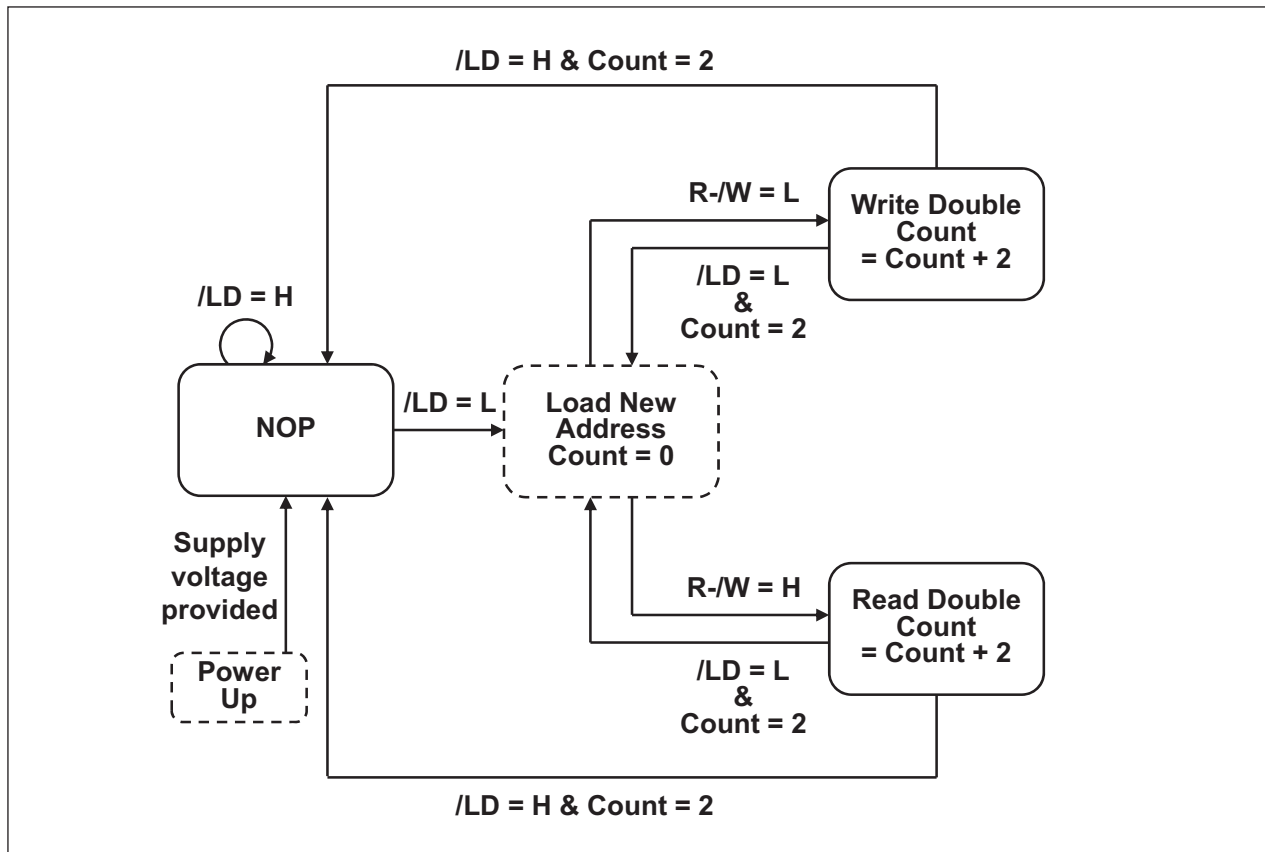 /LD = H & Count = 2
R-/W = L
Write Double
Count
= Count + 2
/LD = L
&
Count = 2
/LD = H
NOP
/LD = L
Load New
Address
Count = 0
Supply
voltage
provided
Power
Up
R-/W = H
Read Double
Count
= Count + 2
/LD = L
&
Count = 2
/LD = H & Count = 2